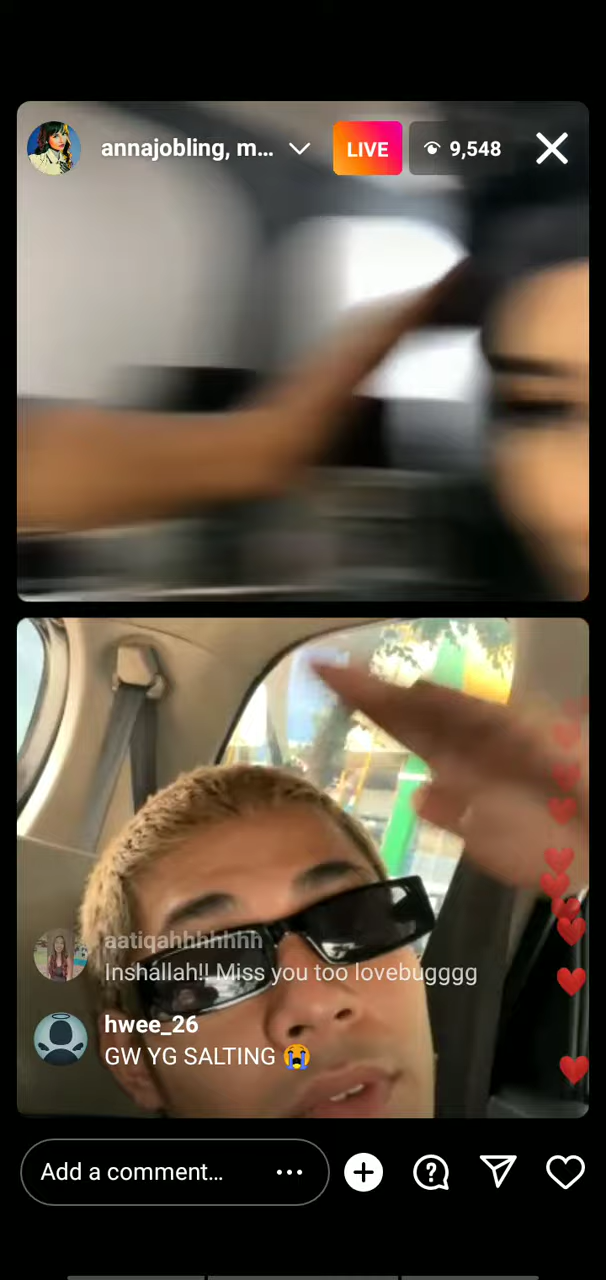 annajobling, m...
LIVE
9,548
aatiqahhhhhhh
Inshallah!! Miss you too lovebugggg
hwee_26
GW YG SALTING 😭
Add a comment...